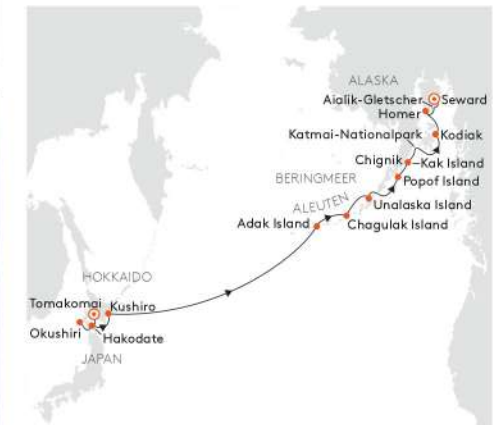 ALASKA
Aialik-Gletscher
Seward
Homer
Katmai-Nationalpark
Kodiak
Chignik
Kak Island
BERINGMEER
Popof Island
ALEUTEN
Unalaska Island
Adak Island
Chagulak Island
HOKKAIDO
Tomakomai
Kushiro
Okushiri
Hakodate
JAPAN